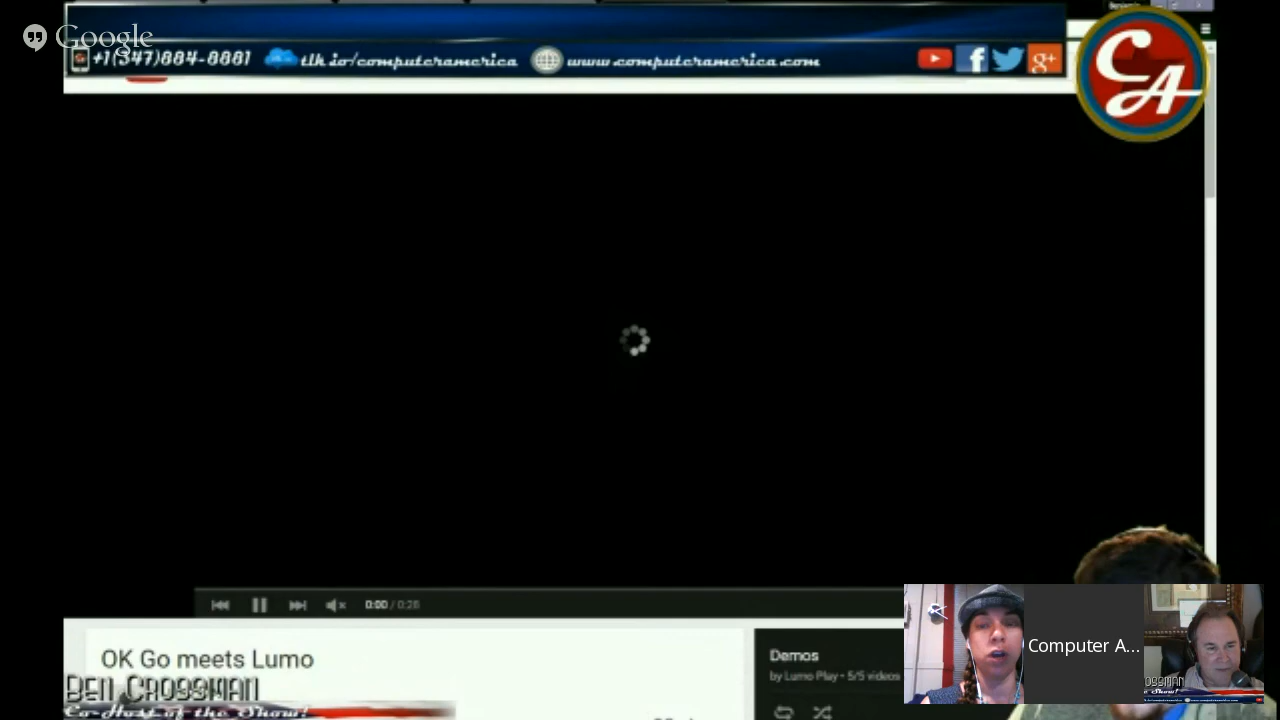 Google
+1(347)884-8881 tlk.io/computeramerica www.computeramerica.com
g+
CA
0:00 / 0:28
OK Go meets Lumo
Demos
by Lumo Play • 5/5 videos
BEN CROSSMAN
Co-Host of the Show!
Computer A...